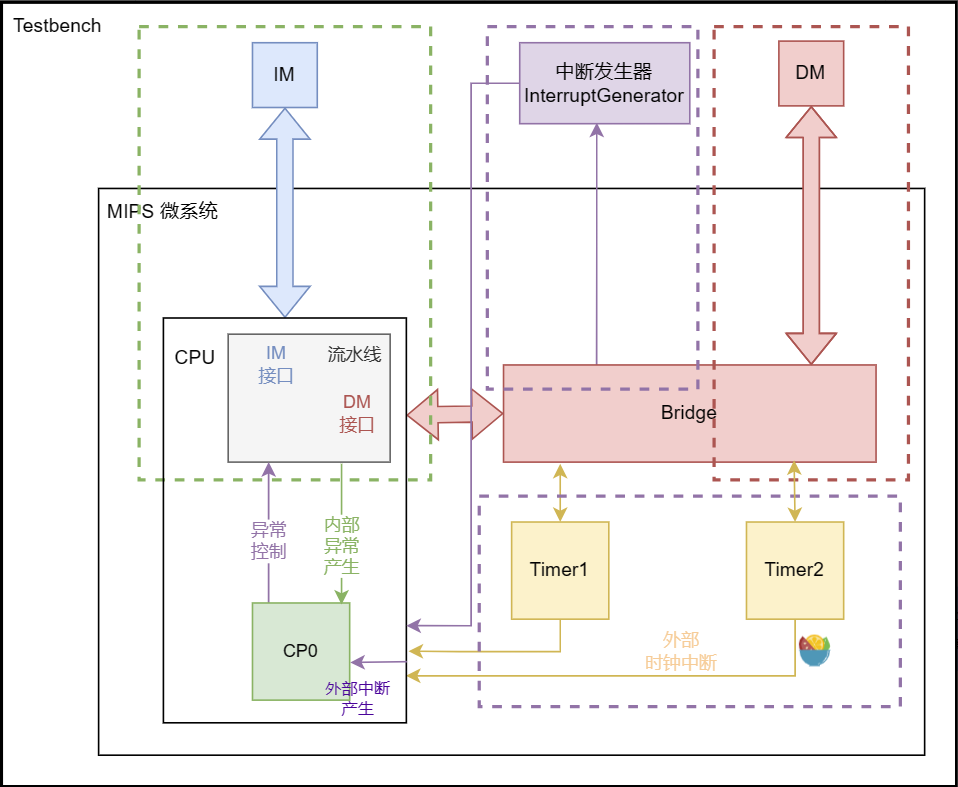 Testbench
IM
中断发生器
InterruptGenerator
DM
MIPS 微系统
CPU
IM
接口
流水线
DM
接口
Bridge
异常
控制
内部
异常
产生
Timer1
Timer2
CP0
外部
时钟中断
外部中断
产生